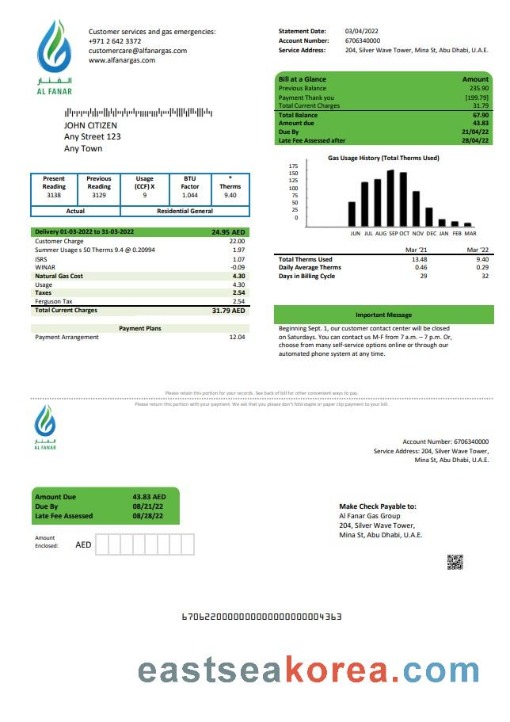 Customer services and gas emergencies:
+971 2 642 3372
customercare@alfanargas.com
www.alfanargas.com
الفنار
AL FANAR
Statement Date: 03/04/2022
Account Number: 6706340000
Service Address: 204, Silver Wave Tower, Mina St, Abu Dhabi, U.A.E.
JOHN CITIZEN
Any Street 123
Any Town
Bill at a Glance Amount
Previous Balance 235.90
Payment Thank you [199.79]
Total Current Charges 31.79
Total Balance 67.90
Amount due 43.83
Due By 21/04/22
Late Fee Assessed after 28/04/22
Present Reading Previous Reading Usage (CCF) X BTU Factor * Therms
3138 3129 9 1.044 9.40
Actual Residential General
Gas Usage History (Total Therms Used)
175
150
125
100
75
50
25
0
JUN JUL AUG SEP OCT NOV DEC JAN FEB MAR
Delivery 01-03-2022 to 31-03-2022 24.95 AED
Customer Charge 22.00
Summer Usage ≤ 50 Therms 9.4 @ 0.20994 1.97
ISRS 1.07
WINAR -0.09
Natural Gas Cost 4.30
Usage 4.30
Taxes 2.54
Ferguson Tax 2.54
Total Current Charges 31.79 AED
Payment Plans
Payment Arrangement 12.04
Mar '21 Mar '22
Total Therms Used 13.48 9.40
Daily Average Therms 0.46 0.29
Days in Billing Cycle 29 32
Important Message
Beginning Sept. 1, our customer contact center will be closed
on Saturdays. You can contact us M-F from 7 a.m. – 7 p.m. Or,
choose from many self-service options online or through our
automated phone system at any time.
Please retain this portion for your records. See back of bill for other convenient ways to pay.
Please return this portion with your payment. We ask that you please don't fold staple or paper clip payment to your bill.
الفنار
AL FANAR
Account Number: 6706340000
Service Address: 204, Silver Wave Tower,
Mina St, Abu Dhabi, U.A.E.
Amount Due 43.83 AED
Due By 08/21/22
Late Fee Assessed 08/28/22
Amount
Enclosed: AED
Make Check Payable to:
Al Fanar Gas Group
204, Silver Wave Tower,
Mina St, Abu Dhabi, U.A.E.
eastseakorea.com